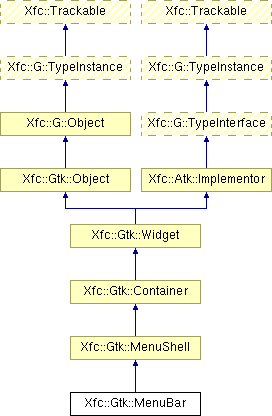 Xfc::Trackable Xfc::Trackable
Xfc::G::TypeInstance Xfc::G::TypeInstance
Xfc::G::Object Xfc::G::TypeInterface
Xfc::Gtk::Object Xfc::Atk::Implementor
Xfc::Gtk::Widget
Xfc::Gtk::Container
Xfc::Gtk::MenuShell
Xfc::Gtk::MenuBar